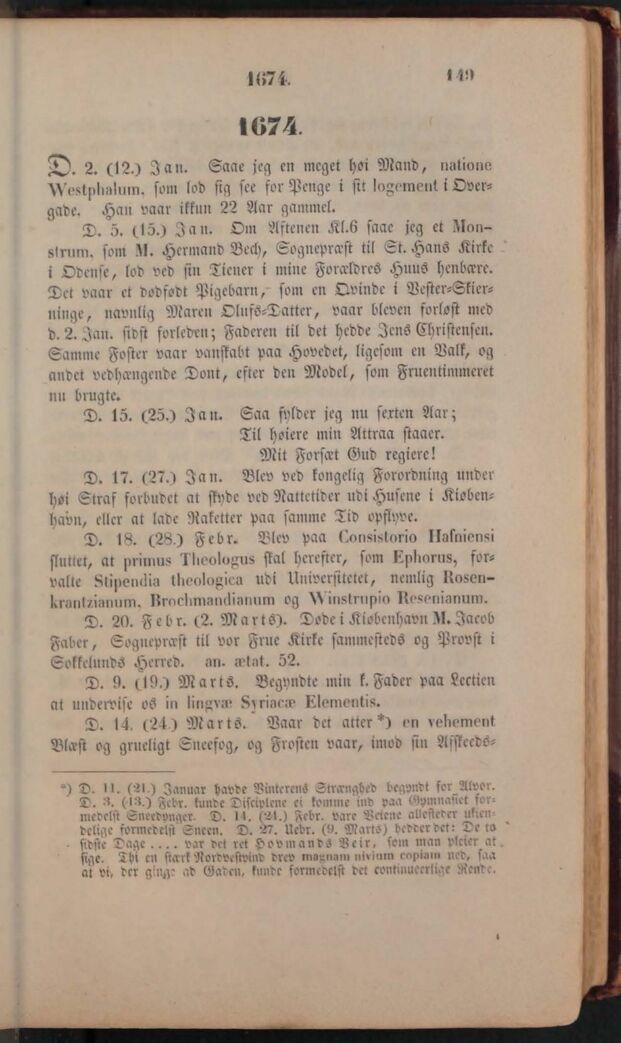 1674.
149
1674.
D. 2. (12.) Jan. Saae jeg en meget høi Mand, natione
Westphalum, som lod sig see for Penge i sit logement i Over-
gade. Han vaar ikkun 22 Aar gammel.
D. 5. (15.) Jan. Om Aftenen Kl.6 saae jeg et Mon-
strum, som M. Hermand Bech, Sognepræst til St. Hans Kirke
i Odense, lod ved sin Tiener i mine Forældres Huus henbære.
Det vaar et dødfødt Pigebarn, som en Qvinde i Vester-Skier-
ninge, navnlig Maren Olufs-Datter, vaar bleven forløst med
d. 2. Jan. sidst forleden; Faderen til det hedde Jens Christensen.
Samme Foster vaar vanskabt paa Hovedet, ligesom en Valk, og
andet vedhængende Dont, efter den Model, som Fruentimmeret
nu brugte.
D. 15. (25.) Jan. Saa fylder jeg nu sexten Aar;
Til høiere min Attraa staaer.
Mit Forsæt Gud regiere!
D. 17. (27.) Jan. Blev ved kongelig Forordning under
høi Straf forbudet at skyde ved Nattetider udi Husene i Kiøben-
havn, eller at lade Raketter paa samme Tid opflyve.
D. 18. (28.) Febr. Blev paa Consistorio Hafniensi
sluttet, at primus Theologus skal herefter, som Ephorus, for-
valte Stipendia theologica udi Universitetet, nemlig Rosen-
krantzianum, Brochmandianum og Winstrupio Resenianum.
D. 20. Febr. (2. Marts). Døde i Kiøbenhavn M. Jacob
Faber, Sognepræst til vor Frue Kirke sammesteds og Provst i
Sokkelunds Herred. an. ætat. 52.
D. 9. (19.) Marts. Begyndte min k. Fader paa Lectien
at undervise os in lingvæ Syriacæ Elementis.
D. 14. (24.) Marts. Vaar det atter *) en vehement
Blæst og grueligt Sneefog, og Frosten vaar, imod sin Afskeeds-
*) D. 11. (21.) Januar havde Vinterens Strænghed begyndt for Alvor.
D. 3. (13.) Febr. kunde Disciplene ei komme ind paa Gymnasiet for-
medelst Sneedynger. D. 14. (24.) Febr. vare Veiene allesteder ukien-
delige formedelst Sneen. D. 27. Febr. (9. Marts) hedder det: De to
sidste Dage .... var det ret Hovmands Veir, som man pleier at
sige. Thi en stærk Nordvestvind drev magnam nivium copiam ned, saa
at vi, der ginge ad Gaden, kunde formedelst det continueerlige Rende.